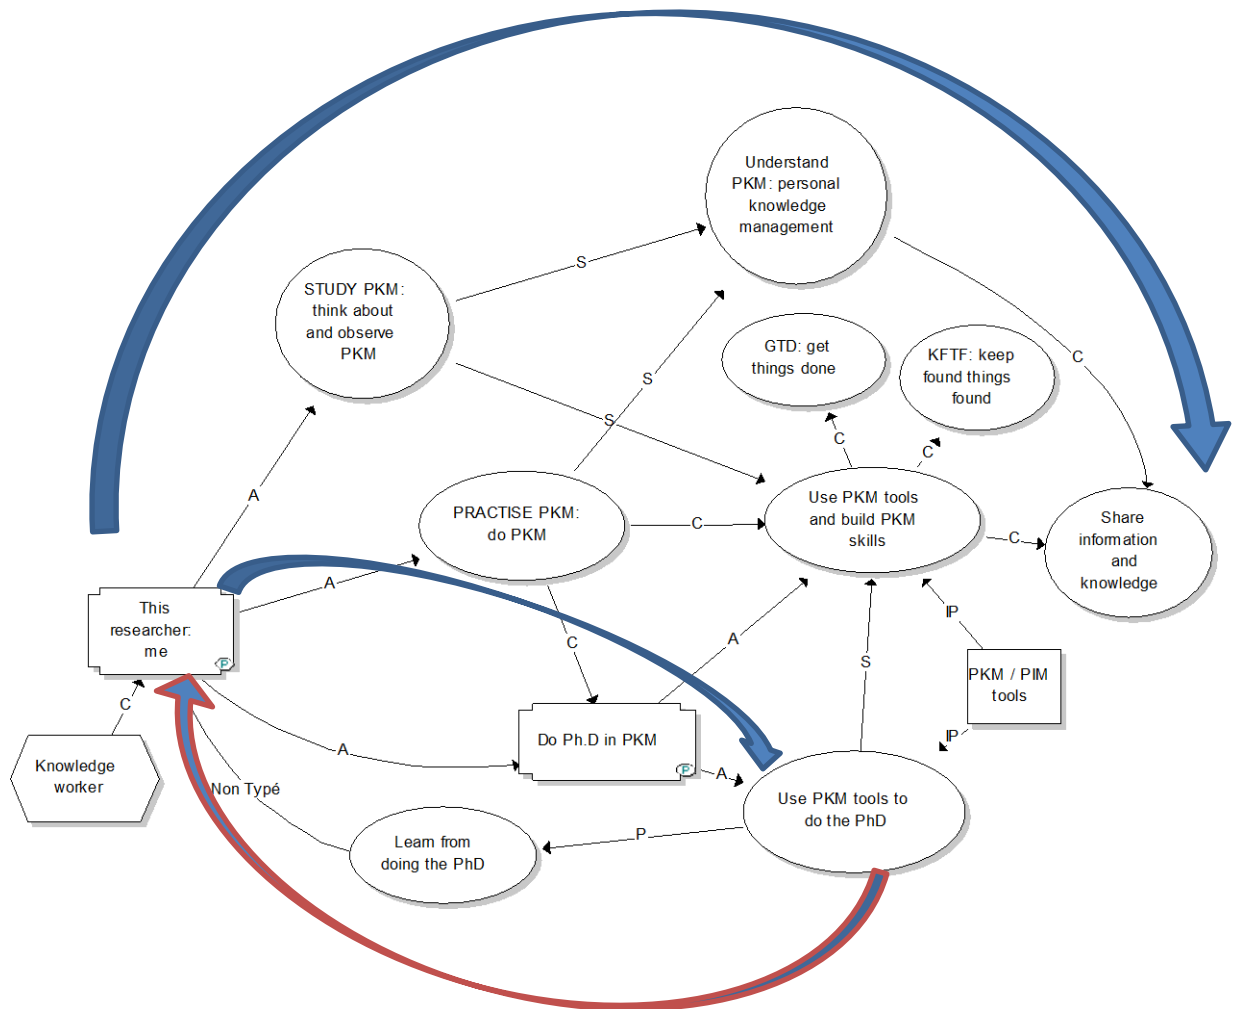 Understand
PKM: personal
knowledge
management
STUDY PKM:
think about
and observe
PKM
S
GTD: get
things done
KFTF: keep
found things
found
C
S
S
C
C
A
PRACTISE PKM:
do PKM
C
Use PKM tools
and build PKM
skills
C
Share
information
and
knowledge
A
This
researcher:
me
P
C
A
IP
S
PKM / PIM
tools
C
Knowledge
worker
A
Do Ph.D in PKM
P
A
IP
Non Typé
Use PKM tools to
do the PhD
P
Learn from
doing the PhD